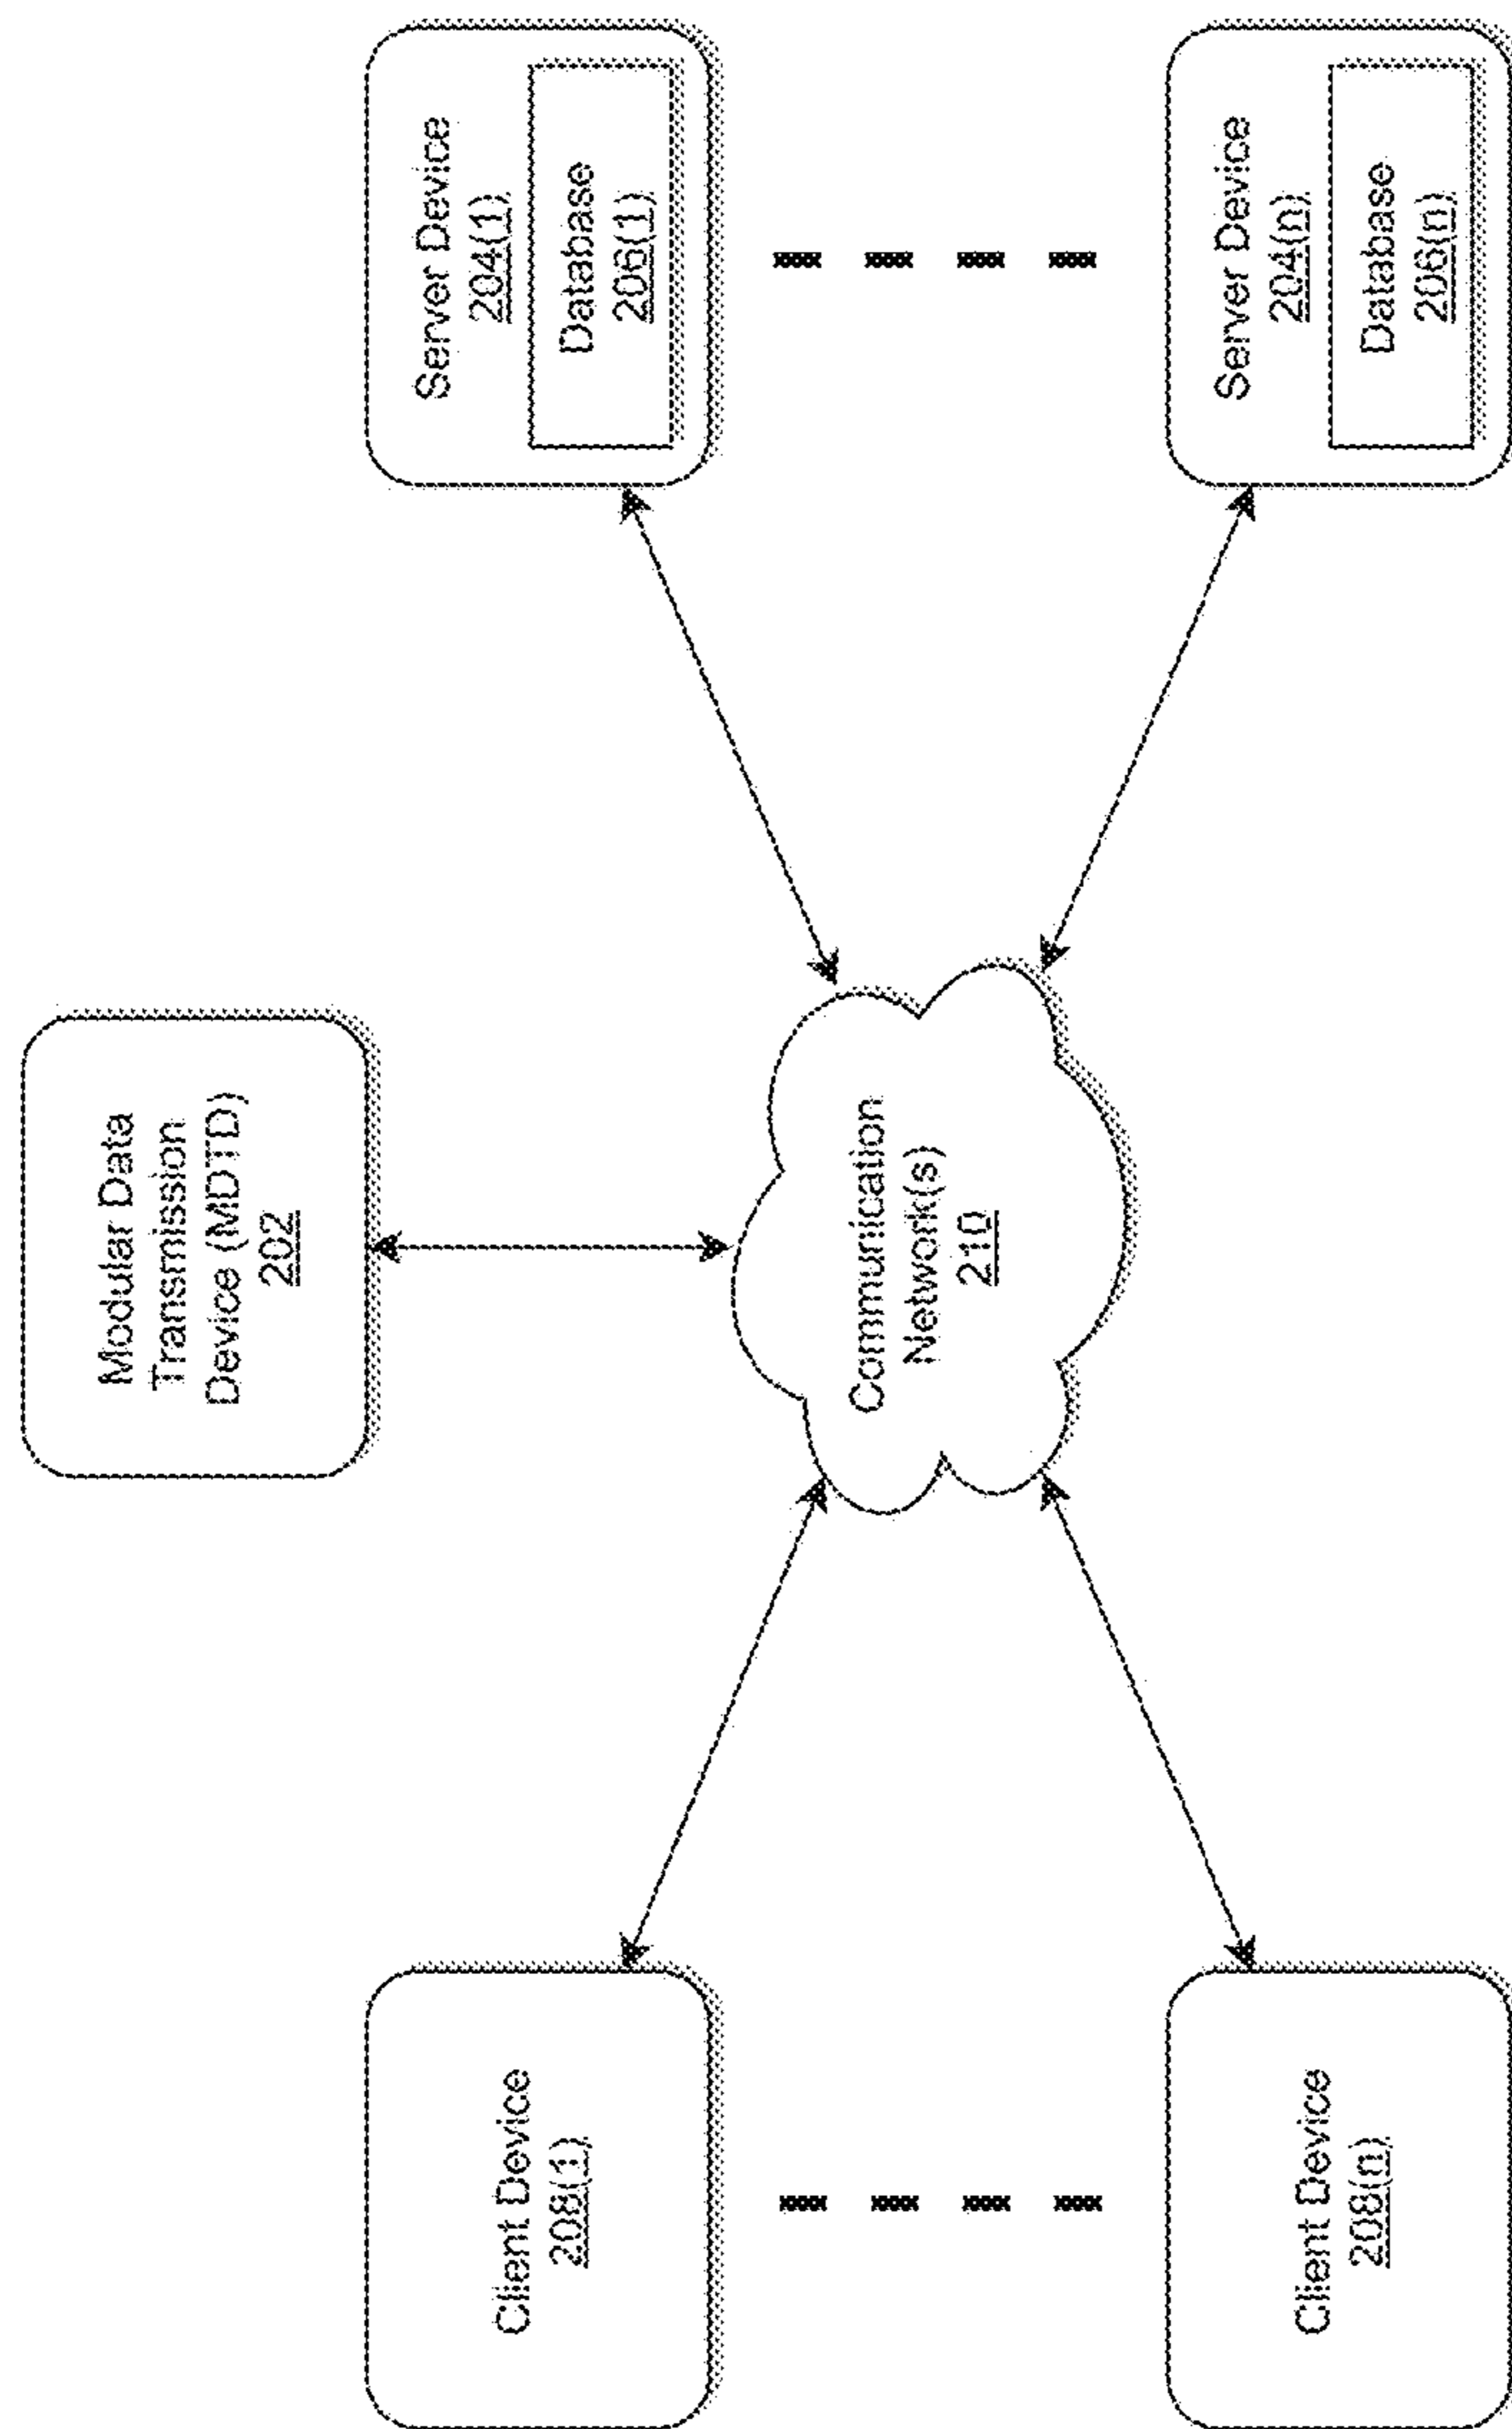 Modular Data
Transmission
Device (MDTD)
202
Client Device
208(1)
Communication
Network(s)
210
Server Device
204(1)
Database
206(1)
Client Device
208(n)
Server Device
204(n)
Database
206(n)